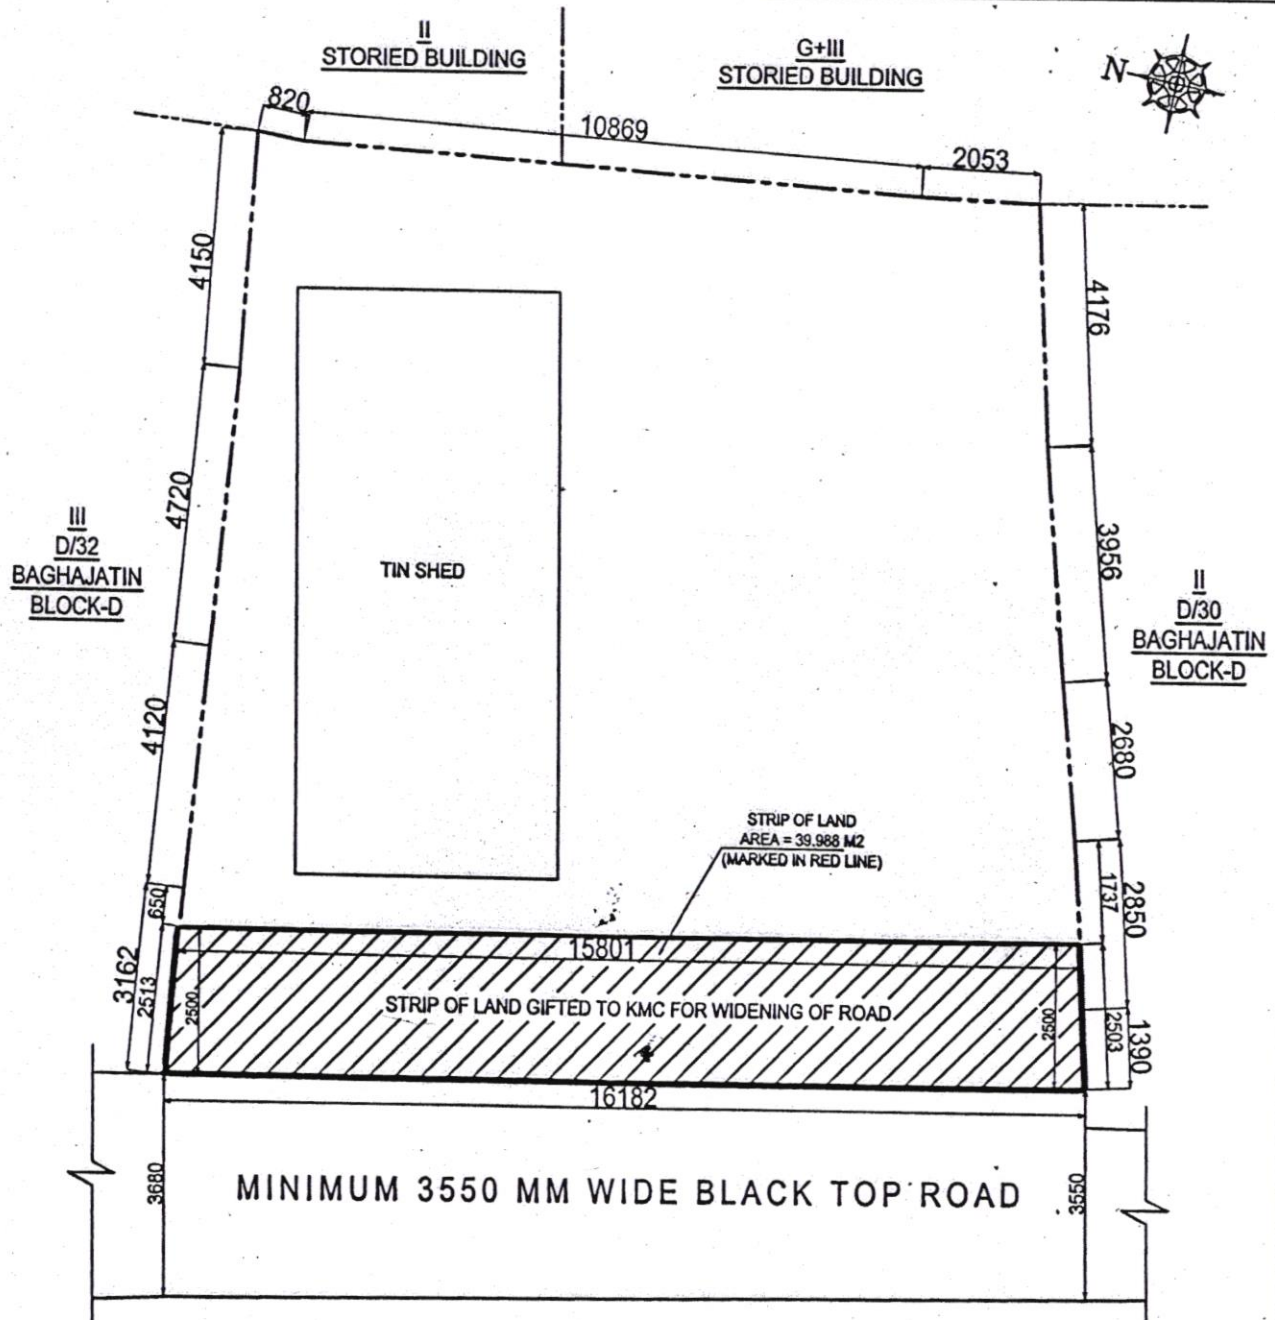 II
STORIED BUILDING
G+III
STORIED BUILDING
N
820
10869
2053
4150
4176
4720
3956
III
D/32
BAGHAJATIN
BLOCK-D
TIN SHED
II
D/30
BAGHAJATIN
BLOCK-D
4120
2680
STRIP OF LAND
AREA = 39.988 M2
(MARKED IN RED LINE)
650
1737
2850
15801
3162
2513
2500
STRIP OF LAND GIFTED TO KMC FOR WIDENING OF ROAD.
2500
2503
1390
16182
3680
MINIMUM 3550 MM WIDE BLACK TOP ROAD
3550